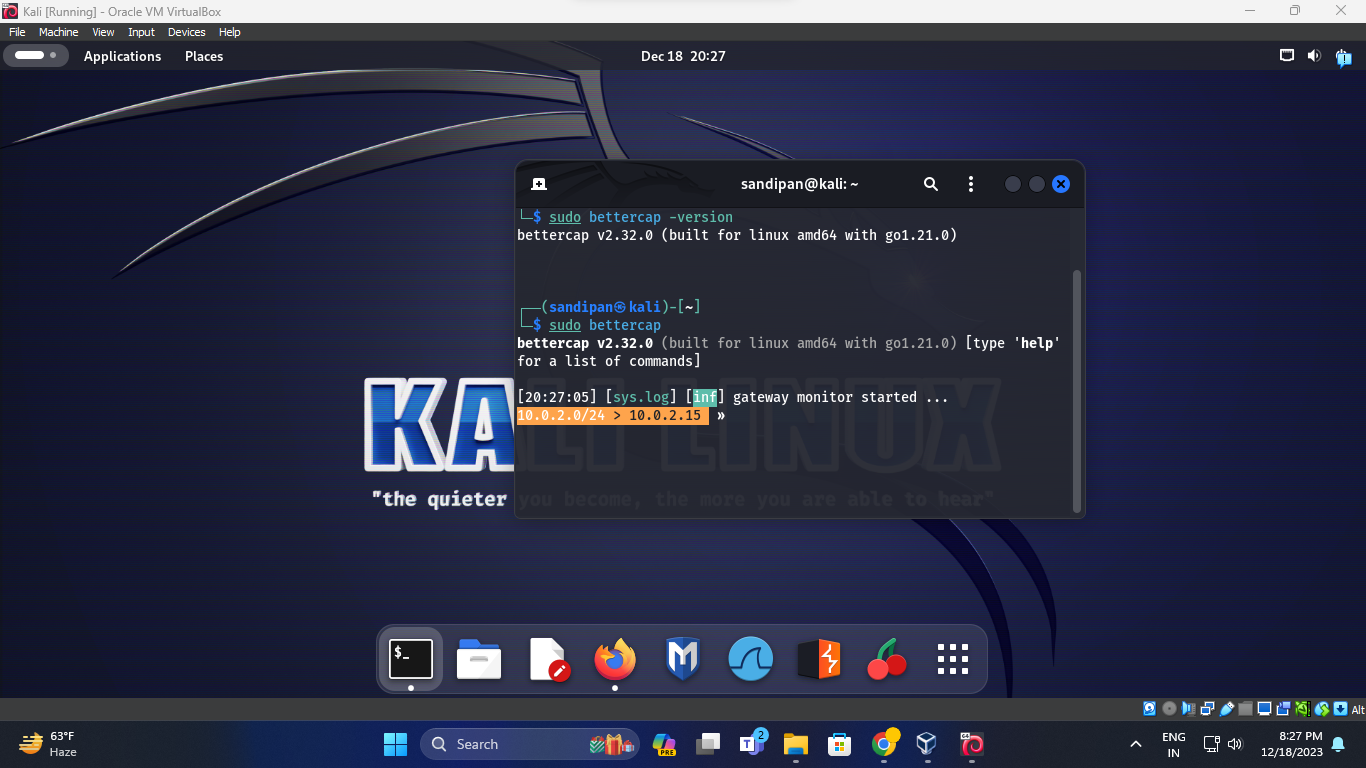 Kali [Running] - Oracle VM VirtualBox
File Machine View Input Devices Help
Applications Places Dec 18 20:27
sandipan@kali: ~
└─$ sudo bettercap -version
bettercap v2.32.0 (built for linux amd64 with go1.21.0)
┌──(sandipan㉿kali)-[~]
└─$ sudo bettercap
bettercap v2.32.0 (built for linux amd64 with go1.21.0) [type 'help'
for a list of commands]
[20:27:05] [sys.log] [inf] gateway monitor started ...
10.0.2.0/24 > 10.0.2.15 »
KALI LINUX
"the quieter you become, the more you are able to hear"
$_
Alt
63°F
Haze
Search
PRE
2
ENG
IN
8:27 PM
12/18/2023